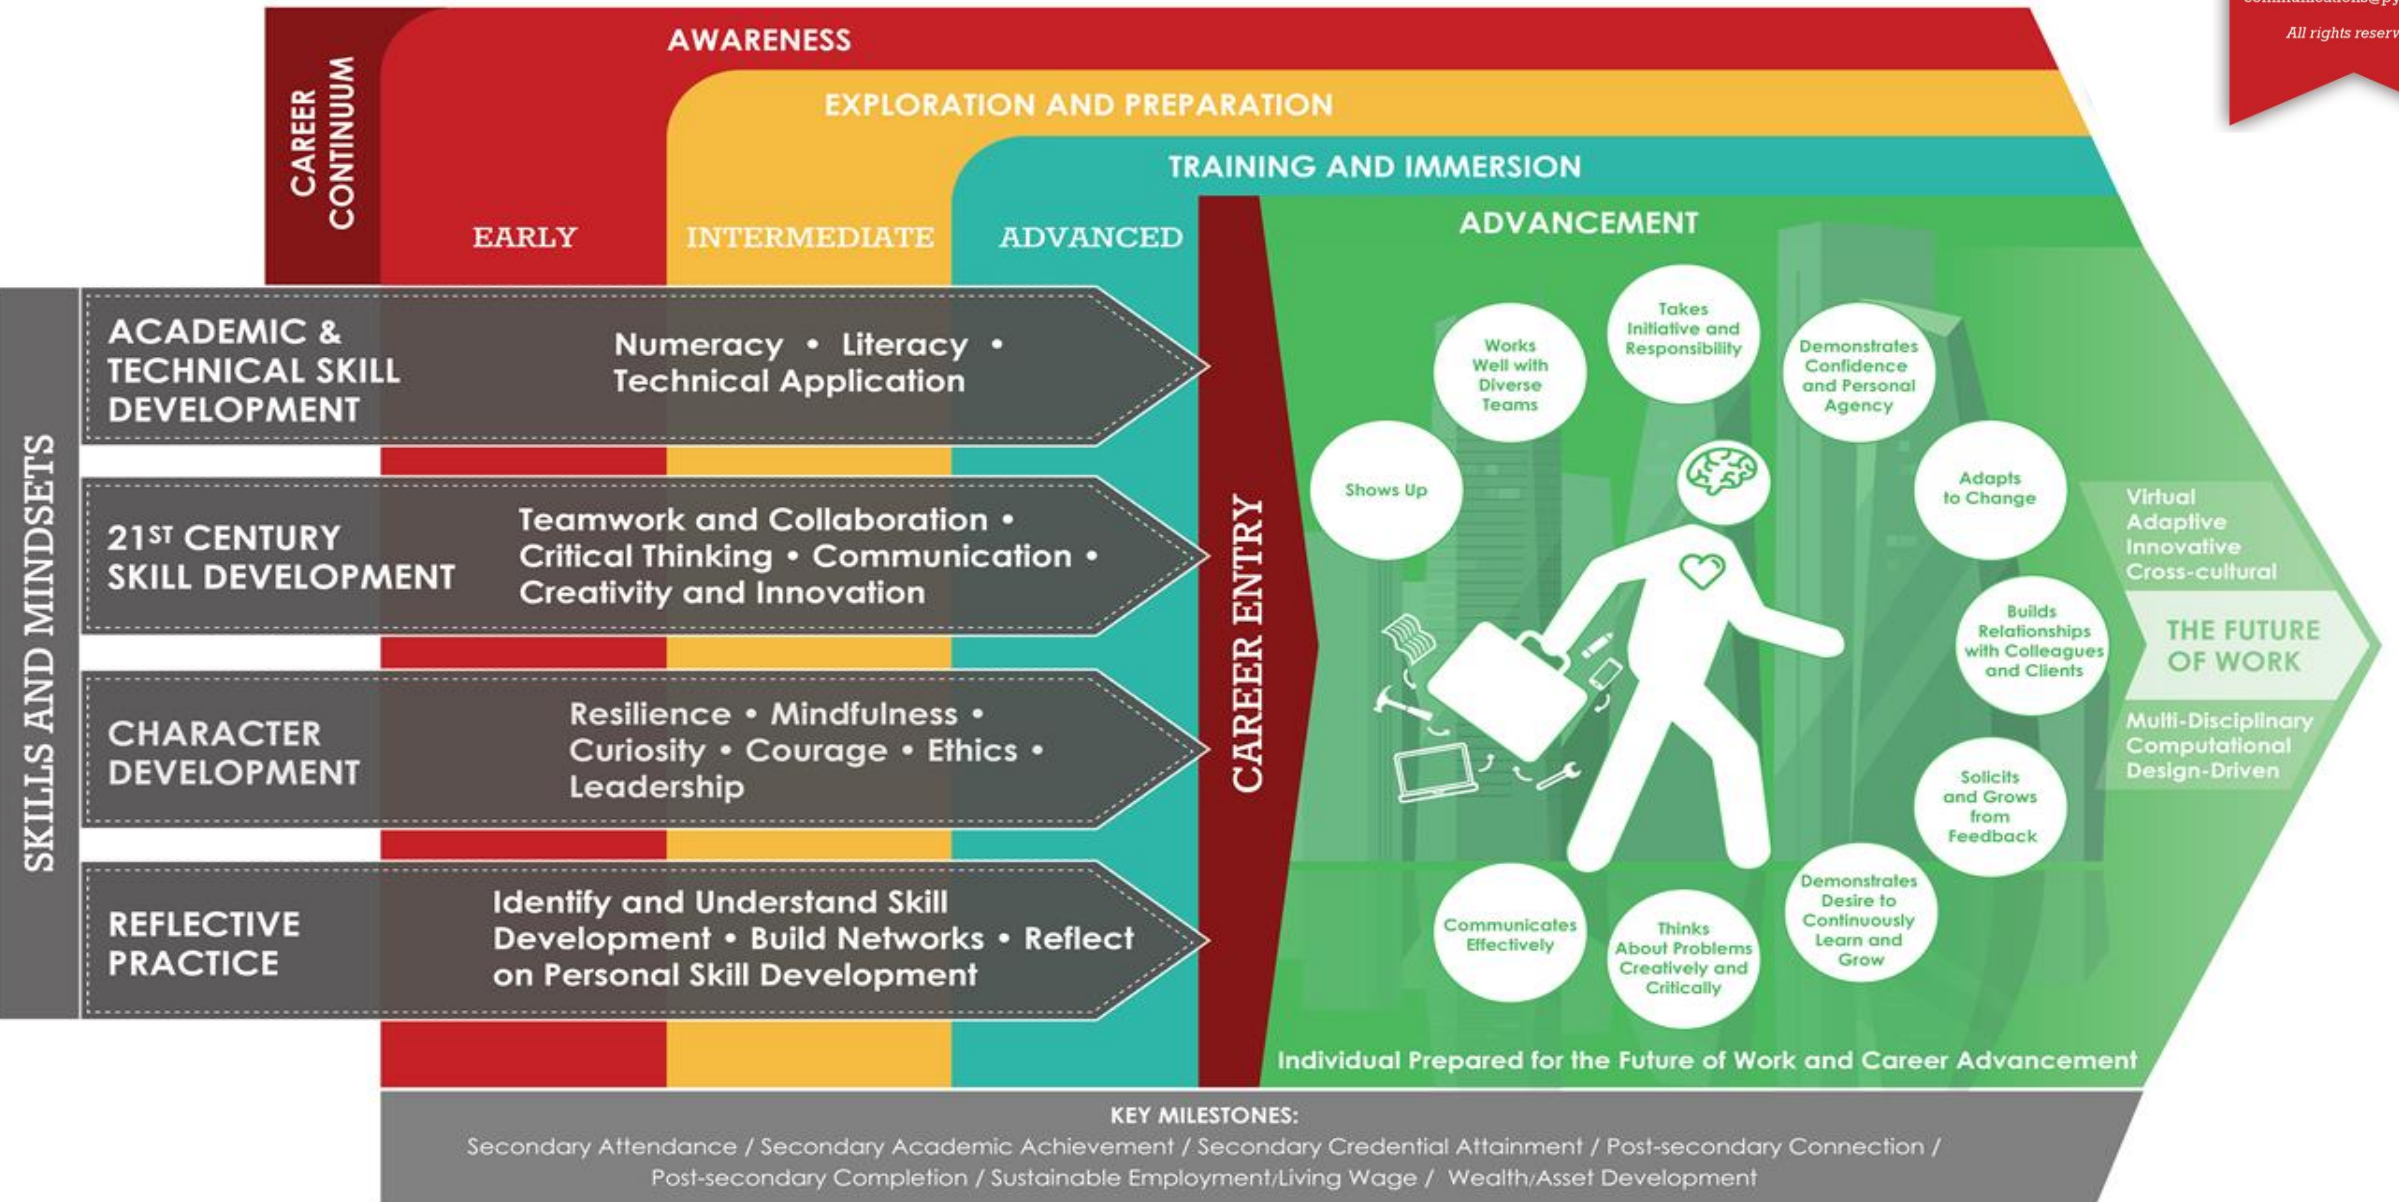 All rights
CAREER
CONTINUUM
AWARENESS
EXPLORATION AND PREPARATION
TRAINING AND IMMERSION
ADVANCEMENT
EARLY
INTERMEDIATE
ADVANCED
SKILLS AND MINDSETS
ACADEMIC &
TECHNICAL SKILL
DEVELOPMENT
Numeracy • Literacy •
Technical Application
21ST CENTURY
SKILL DEVELOPMENT
Teamwork and Collaboration •
Critical Thinking • Communication •
Creativity and Innovation
CHARACTER
DEVELOPMENT
Resilience • Mindfulness •
Curiosity • Courage • Ethics •
Leadership
REFLECTIVE
PRACTICE
Identify and Understand Skill
Development • Build Networks • Reflect
on Personal Skill Development
CAREER ENTRY
Shows Up
Works
Well with
Diverse
Teams
Takes
Initiative and
Responsibility
Demonstrates
Confidence
and Personal
Agency
Adapts
to Change
Builds
Relationships
with Colleagues
and Clients
Solicits
and Grows
from
Feedback
Demonstrates
Desire to
Continuously
Learn and
Grow
Thinks
About Problems
Creatively and
Critically
Communicates
Effectively
Virtual
Adaptive
Innovative
Cross-cultural
THE FUTURE
OF WORK
Multi-Disciplinary
Computational
Design-Driven
Individual Prepared for the Future of Work and Career Advancement
KEY MILESTONES:
Secondary Attendance / Secondary Academic Achievement / Secondary Credential Attainment / Post-secondary Connection /
Post-secondary Completion / Sustainable Employment/Living Wage / Wealth/Asset Development